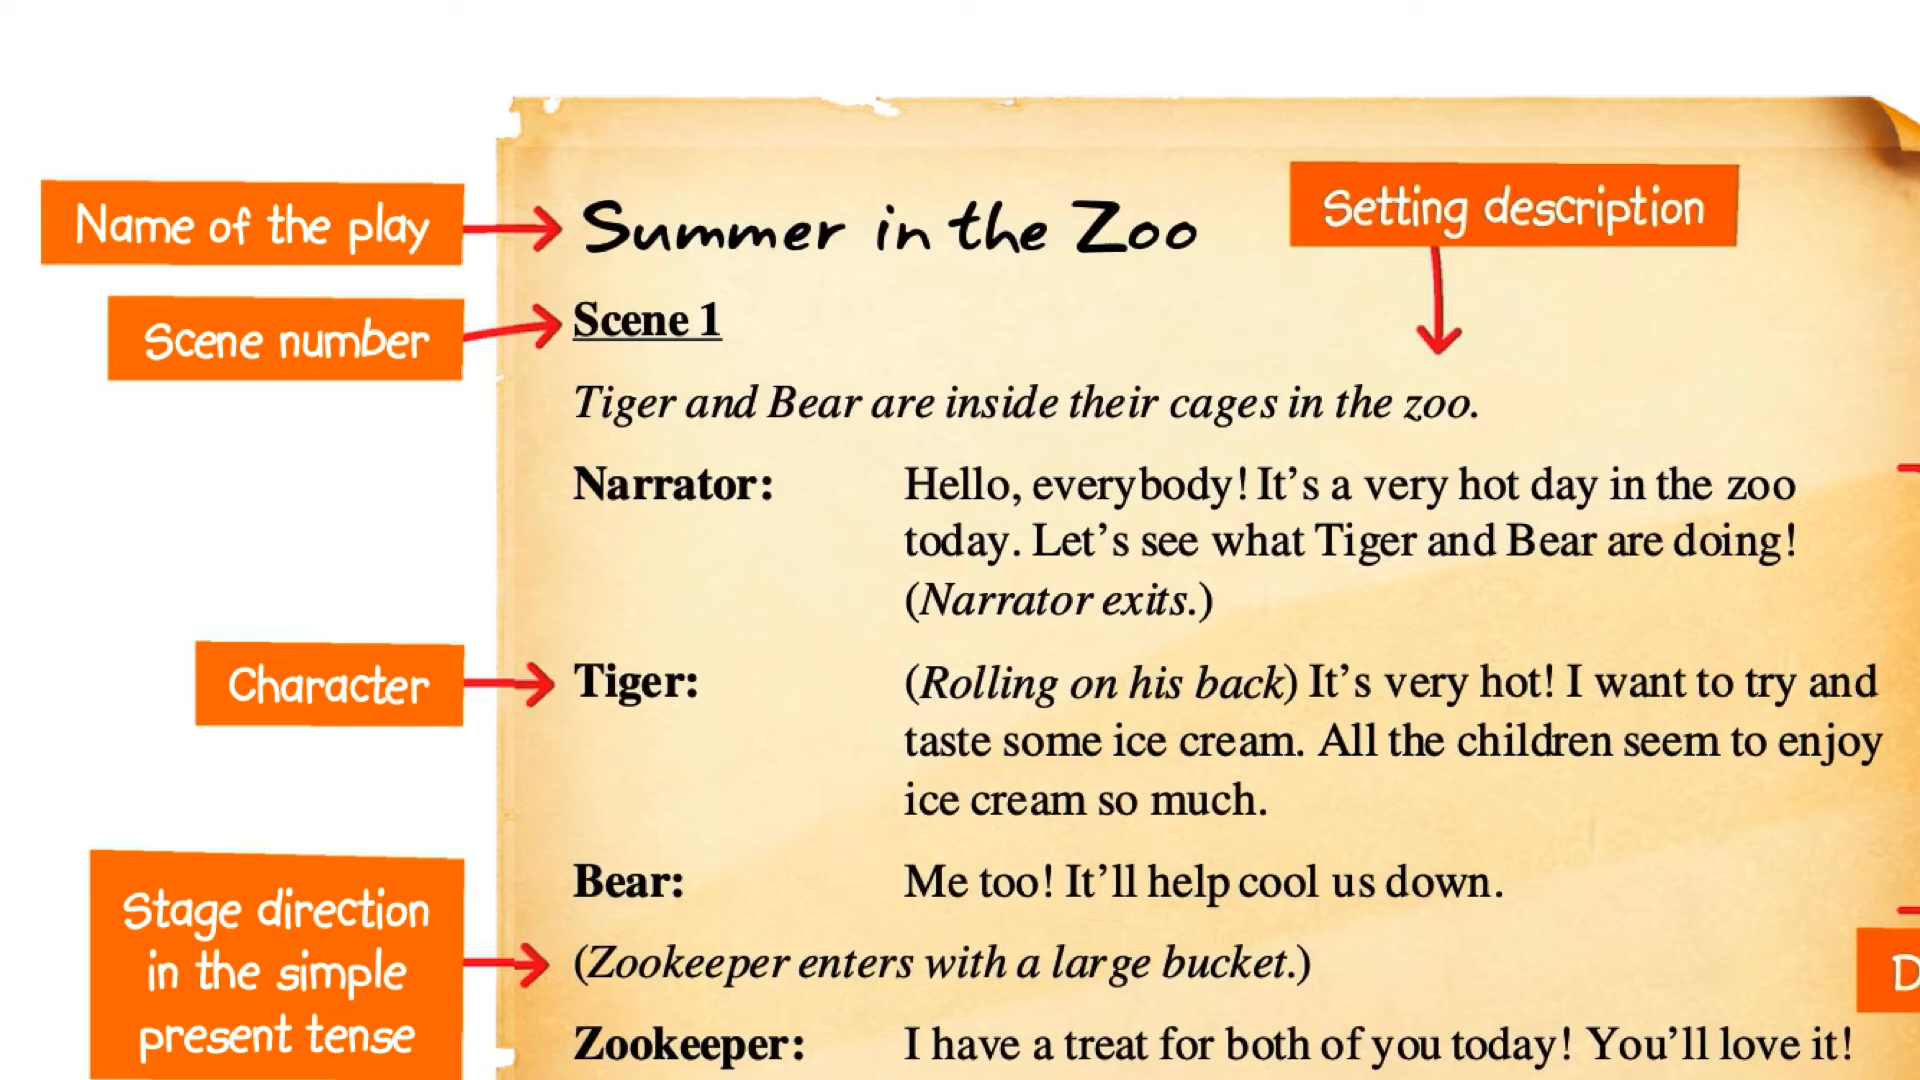 Name of the play
Summer in the Zoo
Setting description
Scene number
Scene 1
Tiger and Bear are inside their cages in the zoo.
Narrator: Hello, everybody! It's a very hot day in the zoo
today. Let's see what Tiger and Bear are doing!
(Narrator exits.)
Character
Tiger: (Rolling on his back) It's very hot! I want to try and
taste some ice cream. All the children seem to enjoy
ice cream so much.
Bear: Me too! It'll help cool us down.
Stage direction
in the simple
present tense
(Zookeeper enters with a large bucket.)
Zookeeper: I have a treat for both of you today! You'll love it!